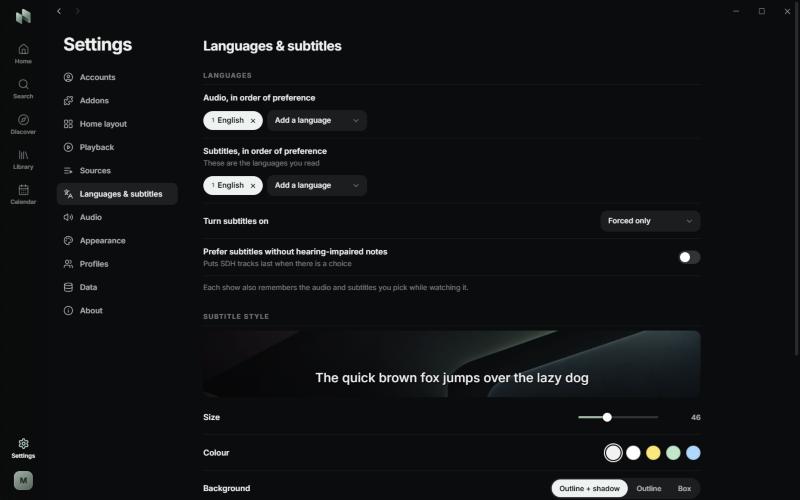 Settings
Home
Search
Discover
Library
Calendar
Settings
M
Accounts
Addons
Home layout
Playback
Sources
Languages & subtitles
Audio
Appearance
Profiles
Data
About
Languages & subtitles
LANGUAGES
Audio, in order of preference
1 English ×
Add a language
Subtitles, in order of preference
These are the languages you read
1 English ×
Add a language
Turn subtitles on
Forced only
Prefer subtitles without hearing-impaired notes
Puts SDH tracks last when there is a choice
Each show also remembers the audio and subtitles you pick while watching it.
SUBTITLE STYLE
The quick brown fox jumps over the lazy dog
Size
46
Colour
Background
Outline + shadow
Outline
Box